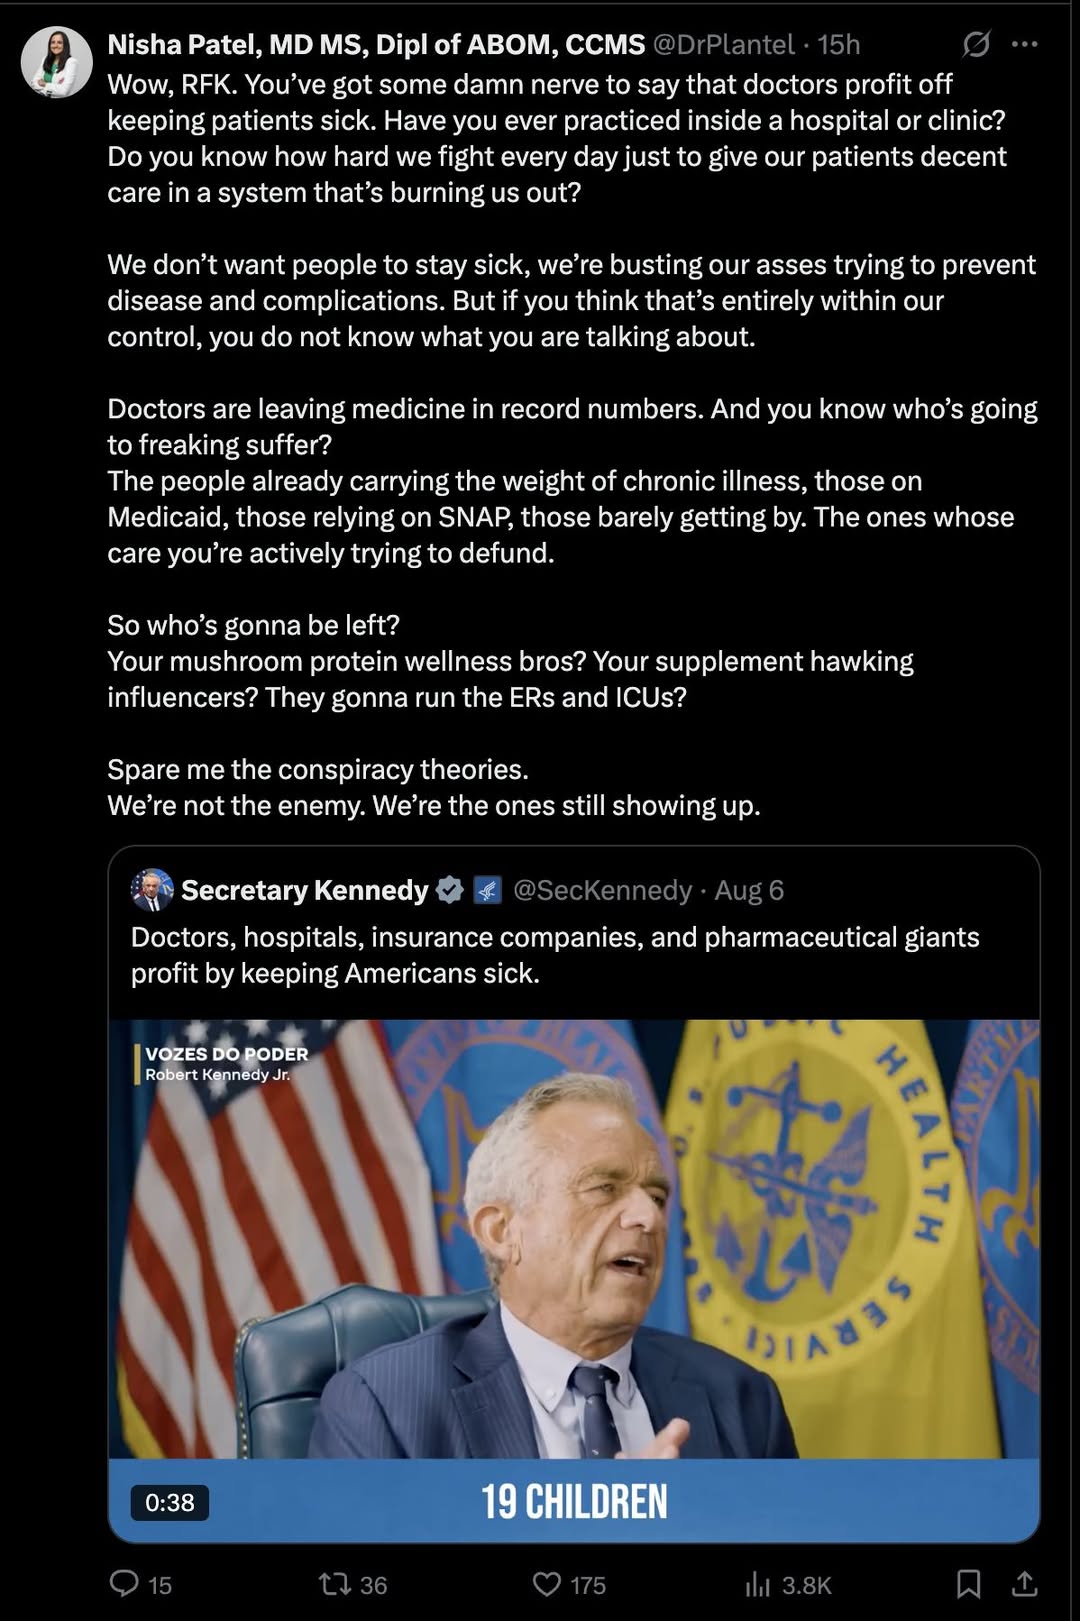 Nisha Patel, MD MS, Dipl of ABOM, CCMS @DrPlantel · 15h
Wow, RFK. You’ve got some damn nerve to say that doctors profit off
keeping patients sick. Have you ever practiced inside a hospital or clinic?
Do you know how hard we fight every day just to give our patients decent
care in a system that’s burning us out?
We don’t want people to stay sick, we’re busting our asses trying to prevent
disease and complications. But if you think that’s entirely within our
control, you do not know what you are talking about.
Doctors are leaving medicine in record numbers. And you know who’s going
to freaking suffer?
The people already carrying the weight of chronic illness, those on
Medicaid, those relying on SNAP, those barely getting by. The ones whose
care you’re actively trying to defund.
So who’s gonna be left?
Your mushroom protein wellness bros? Your supplement hawking
influencers? They gonna run the ERs and ICUs?
Spare me the conspiracy theories.
We’re not the enemy. We’re the ones still showing up.
Secretary Kennedy @SecKennedy · Aug 6
Doctors, hospitals, insurance companies, and pharmaceutical giants
profit by keeping Americans sick.
VOZES DO PODER
Robert Kennedy Jr.
HEALTH SERVICE
0:38
19 CHILDREN
15 36 175 3.8K